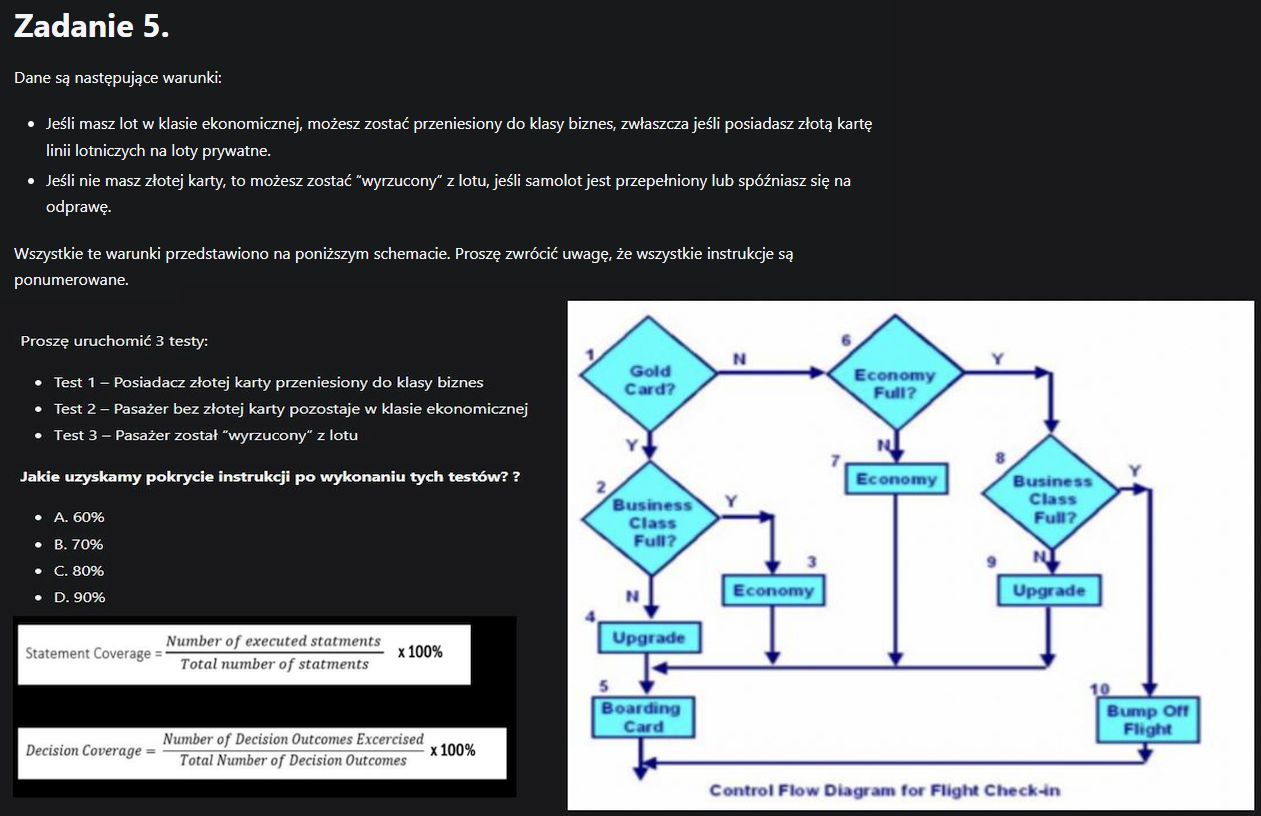 Zadanie 5.
Dane są następujące warunki:
• Jeśli masz lot w klasie ekonomicznej, możesz zostać przeniesiony do klasy biznes, zwłaszcza jeśli posiadasz złotą kartę
linii lotniczych na loty prywatne.
• Jeśli nie masz złotej karty, to możesz zostać “wyrzucony” z lotu, jeśli samolot jest przepełniony lub spóźniasz się na
odprawę.
Wszystkie te warunki przedstawiono na poniższym schemacie. Proszę zwrócić uwagę, że wszystkie instrukcje są
ponumerowane.
Proszę uruchomić 3 testy:
• Test 1 – Posiadacz złotej karty przeniesiony do klasy biznes
• Test 2 – Pasażer bez złotej karty pozostaje w klasie ekonomicznej
• Test 3 – Pasażer został “wyrzucony” z lotu
Jakie uzyskamy pokrycie instrukcji po wykonaniu tych testów? ?
• A. 60%
• B. 70%
• C. 80%
• D. 90%
Statement Coverage = Number of executed statments / Total number of statments x 100%
Decision Coverage = Number of Decision Outcomes Excercised / Total Number of Decision Outcomes x 100%
1
Gold
Card?
N
Y
6
Economy
Full?
Y
N
2
Business
Class
Full?
Y
N
3
Economy
4
Upgrade
5
Boarding
Card
7
Economy
8
Business
Class
Full?
Y
N
9
Upgrade
10
Bump Off
Flight
Control Flow Diagram for Flight Check-in